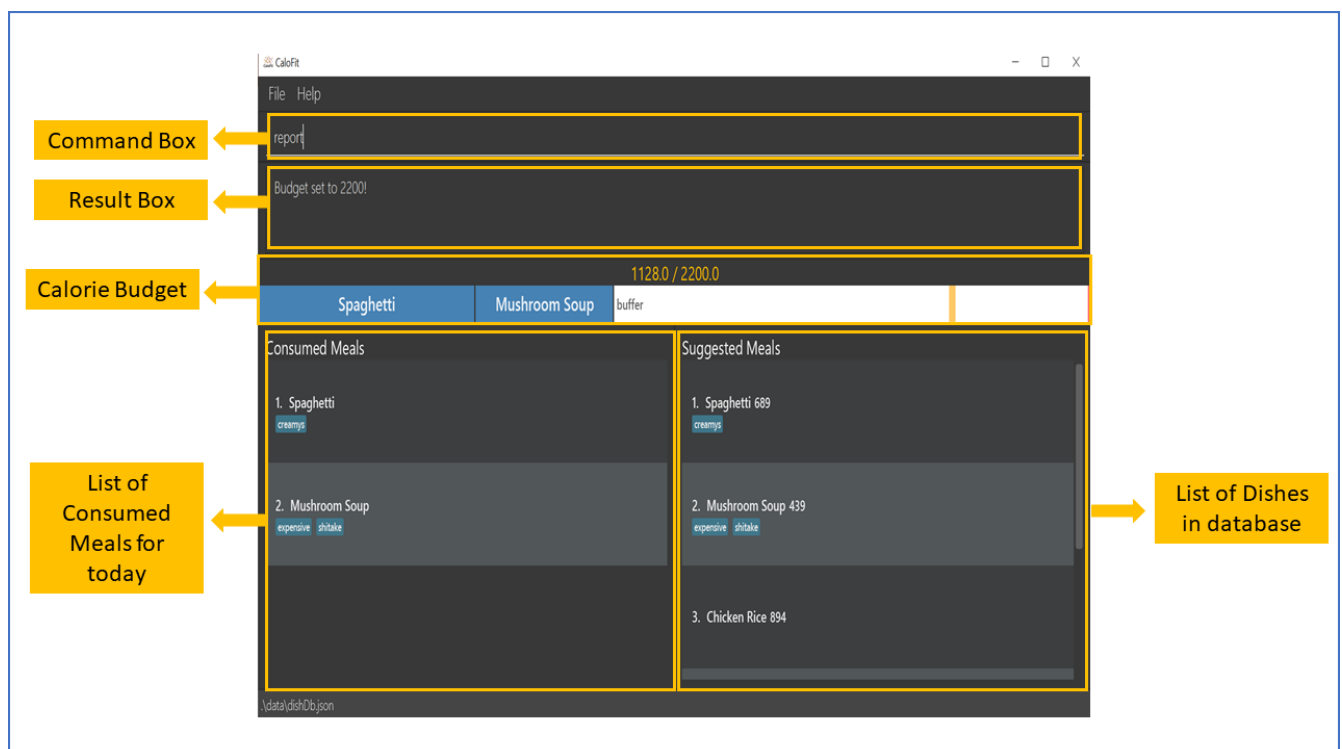 CaloFit
File Help
Command Box
report
Result Box
Budget set to 2200!
Calorie Budget
1128.0 / 2200.0
Spaghetti
Mushroom Soup
buffer
Consumed Meals
1. Spaghetti
creamys
2. Mushroom Soup
expensive shitake
Suggested Meals
1. Spaghetti 689
creamys
2. Mushroom Soup 439
expensive shitake
3. Chicken Rice 894
List of
Consumed
Meals for
today
List of Dishes
in database
.\data\dishDb.json